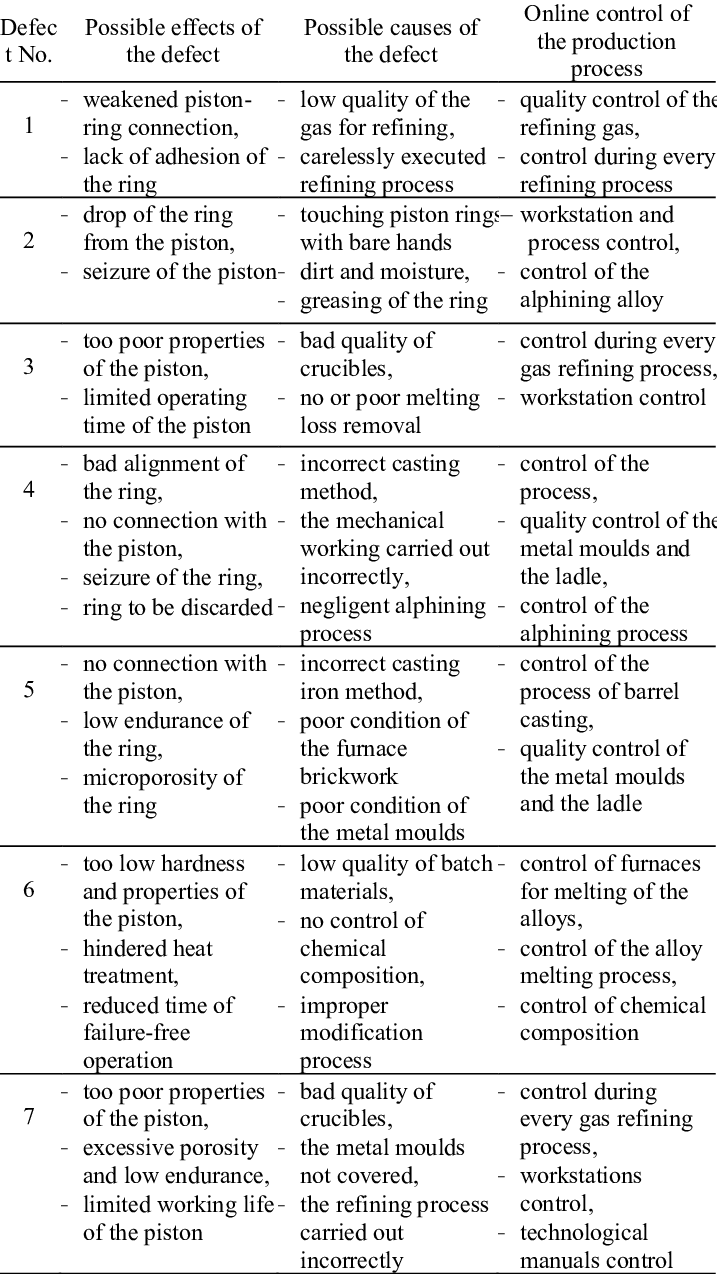 Defec
t No.
Possible effects of
the defect
Possible causes of
the defect
Online control of
the production
process
1
- weakened piston-
ring connection,
- lack of adhesion of
the ring
- low quality of the
gas for refining,
- carelessly executed
refining process
- quality control of the
refining gas,
- control during every
refining process
2
- drop of the ring
from the piston,
- seizure of the piston
- touching piston rings
with bare hands
- dirt and moisture,
- greasing of the ring
– workstation and
process control,
- control of the
alphining alloy
3
- too poor properties
of the piston,
- limited operating
time of the piston
- bad quality of
crucibles,
- no or poor melting
loss removal
- control during every
gas refining process,
- workstation control
4
- bad alignment of
the ring,
- no connection with
the piston,
- seizure of the ring,
- ring to be discarded
- incorrect casting
method,
- the mechanical
working carried out
incorrectly,
- negligent alphining
process
- control of the
process,
- quality control of the
metal moulds and
the ladle,
- control of the
alphining process
5
- no connection with
the piston,
- low endurance of
the ring,
- microporosity of
the ring
- incorrect casting
iron method,
- poor condition of
the furnace
brickwork
- poor condition of
the metal moulds
- control of the
process of barrel
casting,
- quality control of
the metal moulds
and the ladle
6
- too low hardness
and properties of
the piston,
- hindered heat
treatment,
- reduced time of
failure-free
operation
- low quality of batch
materials,
- no control of
chemical
composition,
- improper
modification
process
- control of furnaces
for melting of the
alloys,
- control of the alloy
melting process,
- control of chemical
composition
7
- too poor properties
of the piston,
- excessive porosity
and low endurance,
- limited working life
of the piston
- bad quality of
crucibles,
- the metal moulds
not covered,
- the refining process
carried out
incorrectly
- control during
every gas refining
process,
- workstations
control,
- technological
manuals control